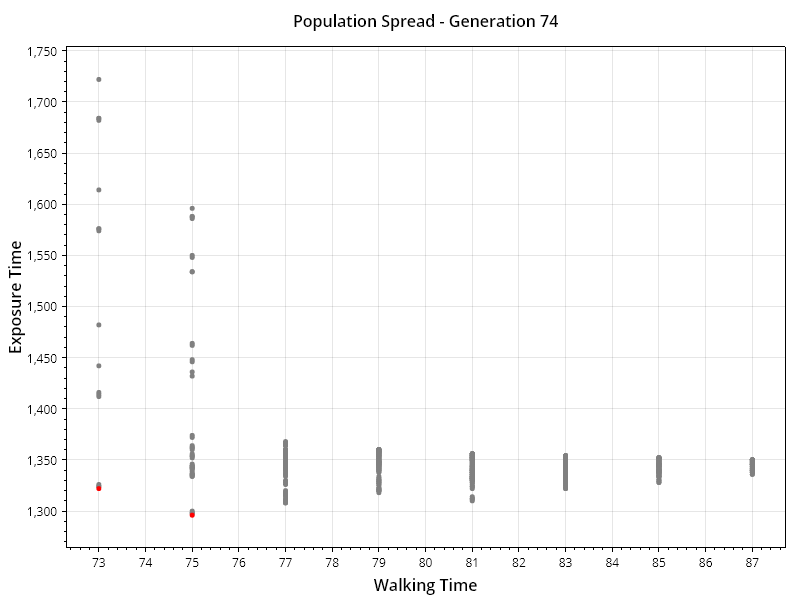 Population Spread - Generation 74
1,750
1,700
1,650
1,600
1,550
1,500
1,450
1,400
1,350
1,300
Exposure Time
73 74 75 76 77 78 79 80 81 82 83 84 85 86 87
Walking Time